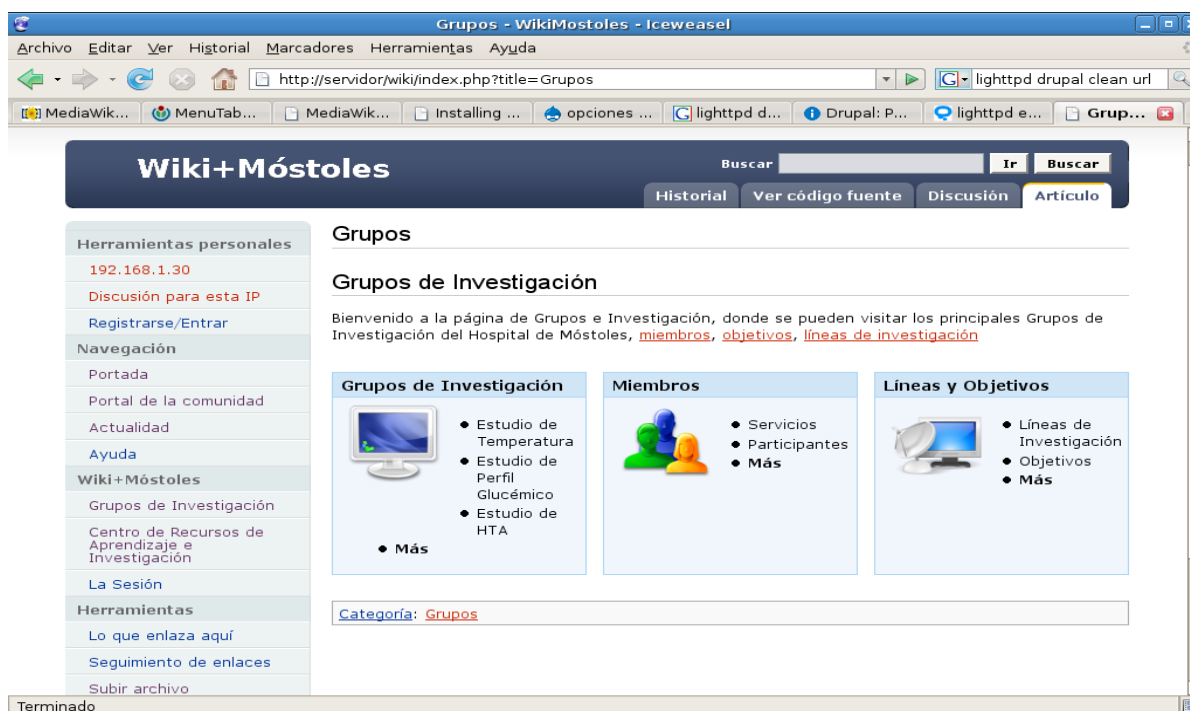 Grupos - WikiMostoles - Iceweasel
Archivo Editar Ver Historial Marcadores Herramientas Ayuda
http://servidor/wiki/index.php?title=Grupos
lighttpd drupal clean url
MediaWik... MenuTab... MediaWik... Installing ... opciones ... lighttpd d... Drupal: P... lighttpd e... Grup...
Wiki+Móstoles
Buscar Ir Buscar
Historial Ver código fuente Discusión Artículo
Herramientas personales
192.168.1.30
Discusión para esta IP
Registrarse/Entrar
Navegación
Portada
Portal de la comunidad
Actualidad
Ayuda
Wiki+Móstoles
Grupos de Investigación
Centro de Recursos de
Aprendizaje e
Investigación
La Sesión
Herramientas
Lo que enlaza aquí
Seguimiento de enlaces
Subir archivo
Grupos
Grupos de Investigación
Bienvenido a la página de Grupos e Investigación, donde se pueden visitar los principales Grupos de
Investigación del Hospital de Móstoles, miembros, objetivos, líneas de investigación
Grupos de Investigación
Estudio de
Temperatura
Estudio de
Perfil
Glucémico
Estudio de
HTA
Más
Miembros
Servicios
Participantes
Más
Líneas y Objetivos
Líneas de
Investigación
Objetivos
Más
Categoría: Grupos
Terminado